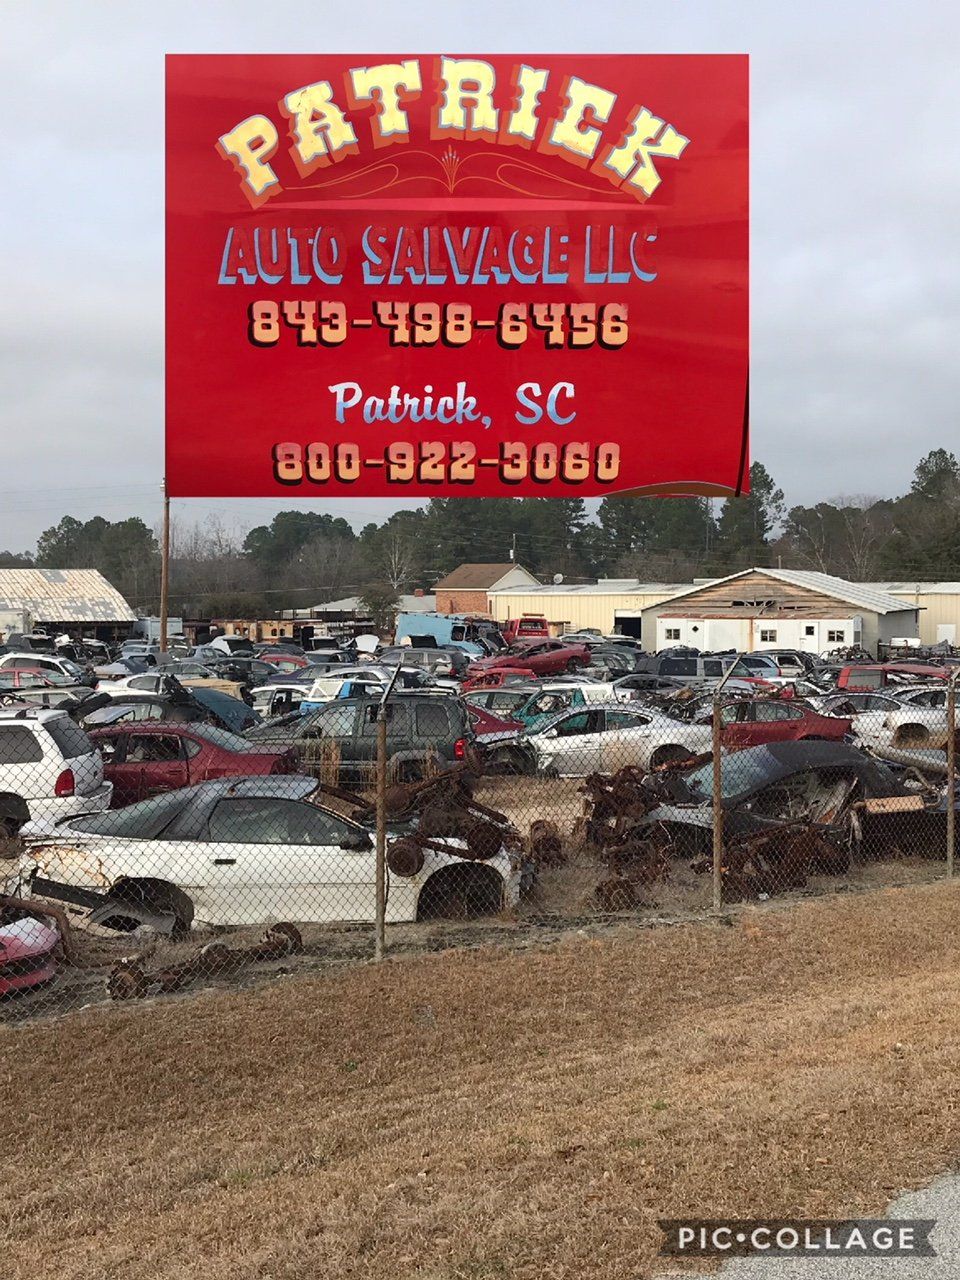 PATRICK
AUTO SALVAGE LLC
843-498-6456
Patrick, SC
800-922-3060
PIC•COLLAGE